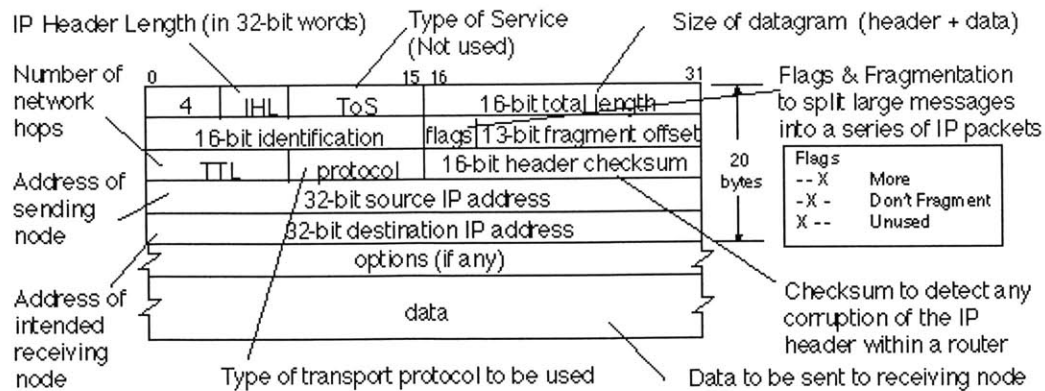 IP Header Length (in 32-bit words)
Type of Service
(Not used)
Size of datagram (header + data)
Number of
network
hops
0
15 16
31
Flags & Fragmentation
to split large messages
into a series of IP packets
4
IHL
ToS
16-bit total length
16-bit identification
flags
13-bit fragment offset
TTL
protocol
16-bit header checksum
20
bytes
Flags
--X More
-X- Don't Fragment
X-- Unused
Address of
sending
node
32-bit source IP address
32-bit destination IP address
options (if any)
data
Address of
intended
receiving
node
Checksum to detect any
corruption of the IP
header within a router
Type of transport protocol to be used
Data to be sent to receiving node